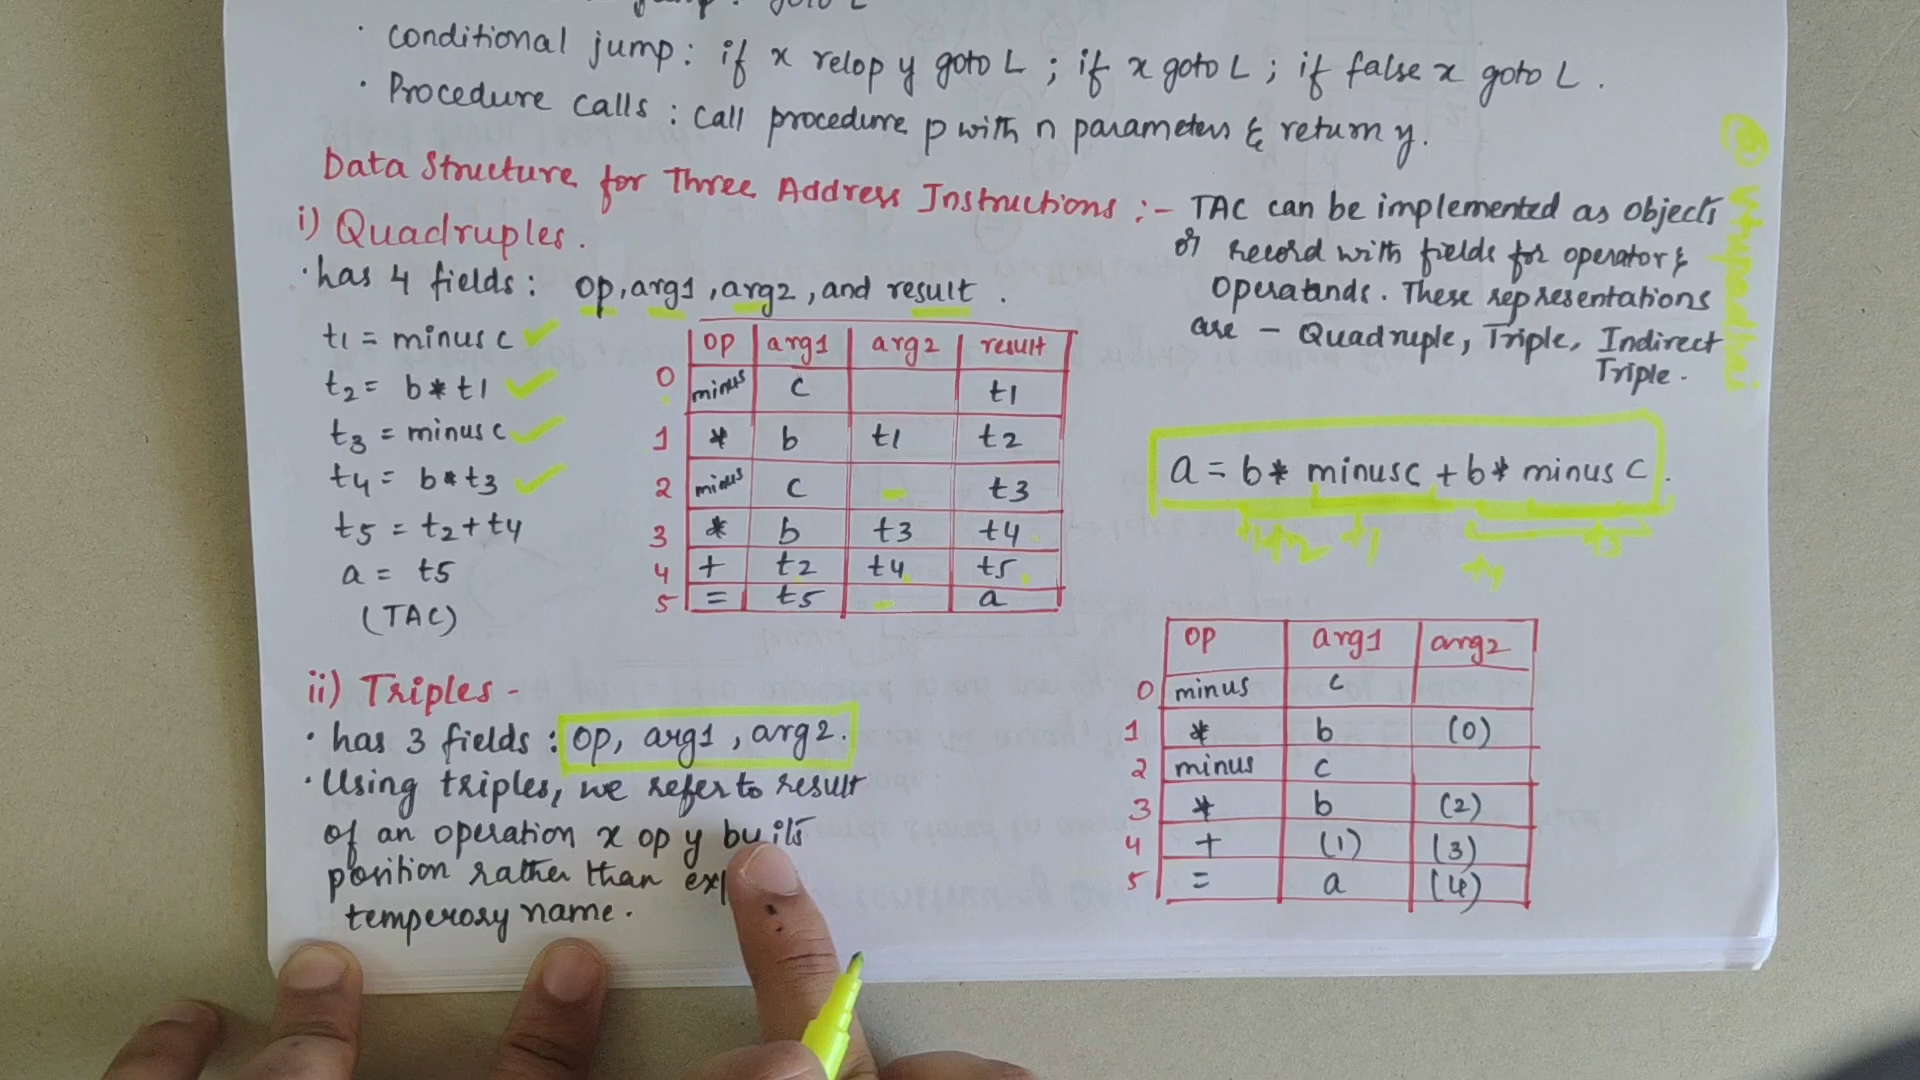 goto L
· conditional jump: if x relop y goto L ; if x goto L ; if false x goto L .
· Procedure calls : call procedure p with n parameters & return y.
Data Structure for Three Address Instructions :-
TAC can be implemented as objects
or record with fields for operator &
Operatands. These representations
are - Quadruple, Triple, Indirect
Triple.
i) Quadruples.
· has 4 fields : op, arg1, arg2, and result .
t1 = minus c
t2 = b * t1
t3 = minus c
t4 = b * t3
t5 = t2 + t4
a = t5
(TAC)
op arg1 arg2 result
0 minus c t1
1 * b t1 t2
2 minus c - t3
3 * b t3 t4
4 + t2 t4 t5
5 = t5 - a
a = b * minus c + b * minus c .
t2 t1 t4 t3
ii) Triples -
· has 3 fields : op, arg1, arg2.
· Using triples, we refer to result
of an operation x op y by its
position rather than
temperory name.
op arg1 arg2
0 minus c
1 * b (0)
2 minus c
3 * b (2)
4 + (1) (3)
5 = a (4)